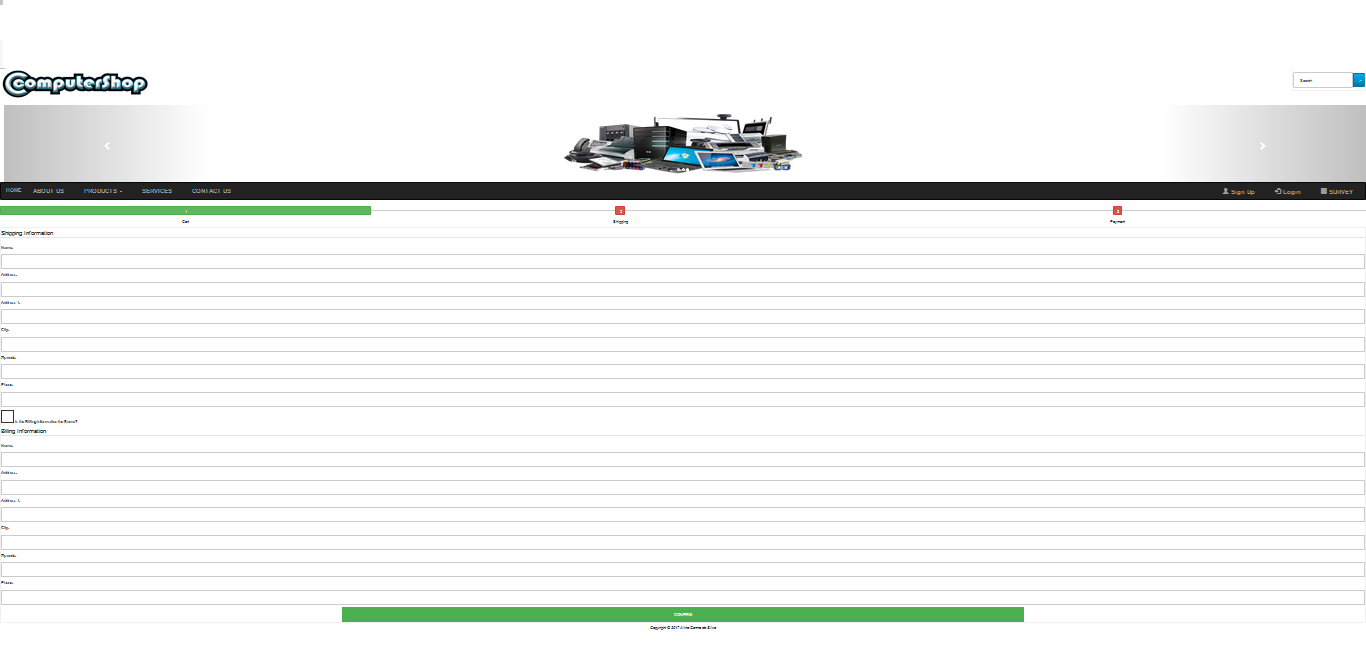 ComputerShop
Search
HOME ABOUT US PRODUCTS SERVICES CONTACT US Sign Up Login SURVEY
1 2 3
Cart Shipping Payment
Shipping Information
Name:
Address:
Address 1:
City:
Zipcode:
Phone:
Is the Billing Information the Same?
Billing Information
Name:
Address:
Address 1:
City:
Zipcode:
Phone:
CONFIRM
Copyright © 2017